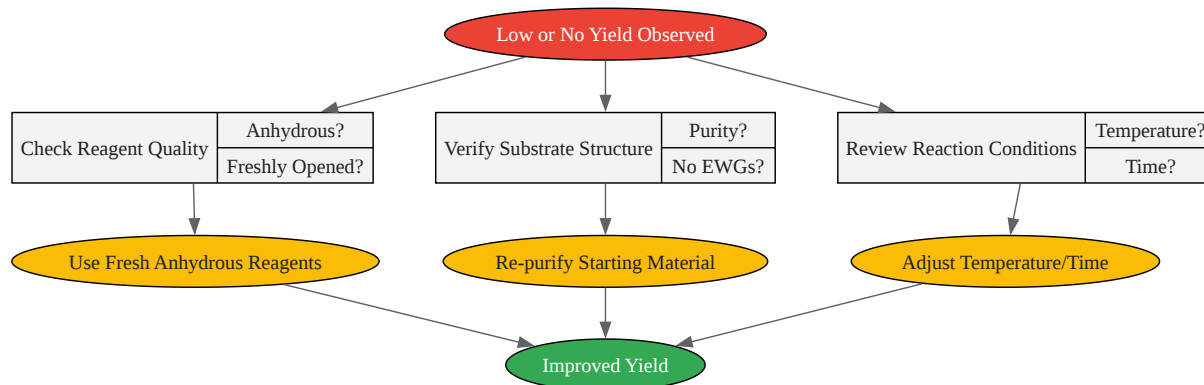 Low or No Yield Observed
Check Reagent Quality
Anhydrous?
Freshly Opened?
Verify Substrate Structure
Purity?
No EWGs?
Review Reaction Conditions
Temperature?
Time?
Use Fresh Anhydrous Reagents
Re-purify Starting Material
Adjust Temperature/Time
Improved Yield